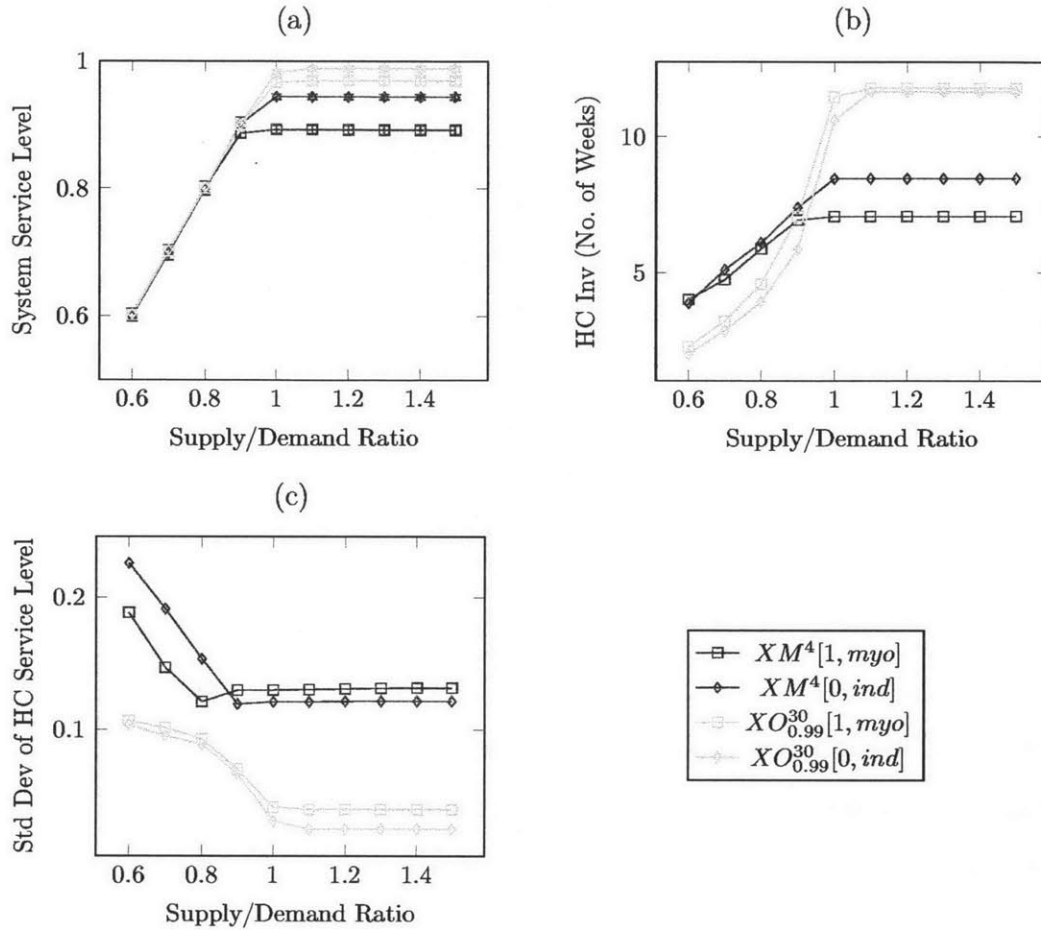 (a)
System Service Level
1
0.8
0.6
0.6 0.8 1 1.2 1.4
Supply/Demand Ratio
(b)
HC Inv (No. of Weeks)
10
5
0.6 0.8 1 1.2 1.4
Supply/Demand Ratio
(c)
Std Dev of HC Service Level
0.2
0.1
0.6 0.8 1 1.2 1.4
Supply/Demand Ratio
XM⁴[1, myo]
XM⁴[0, ind]
XO³⁰₀.₉₉[1, myo]
XO³⁰₀.₉₉[0, ind]